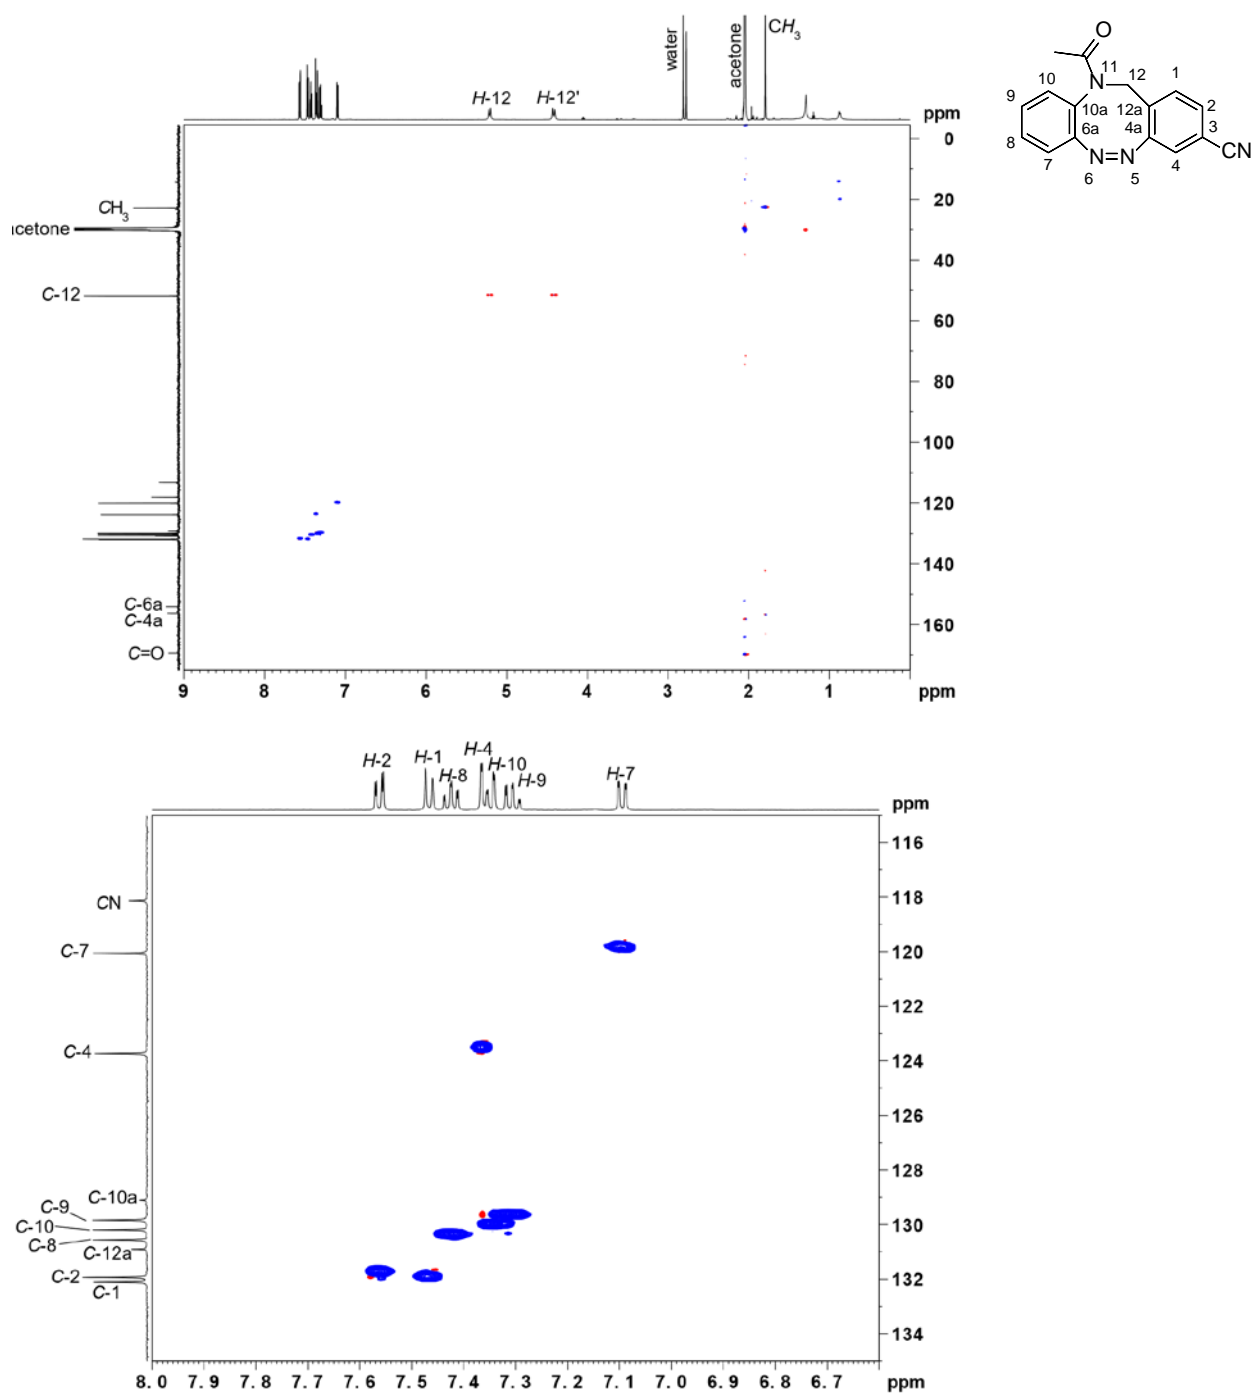 water
acetone
CH3
H-12
H-12'
ppm
0
20
40
60
80
100
120
140
160
CH3
acetone
C-12
C-6a
C-4a
C=O
9
8
7
6
5
4
3
2
1
ppm
O
N
11
12
1
2
3
4
4a
12a
10a
6a
10
9
8
7
N=N
6
5
CN
H-2
H-1
H-8
H-4
H-10
H-9
H-7
ppm
116
118
120
122
124
126
128
130
132
134
CN
C-7
C-4
C-10a
C-9
C-10
C-8
C-12a
C-2
C-1
8.0
7.9
7.8
7.7
7.6
7.5
7.4
7.3
7.2
7.1
7.0
6.9
6.8
6.7
ppm